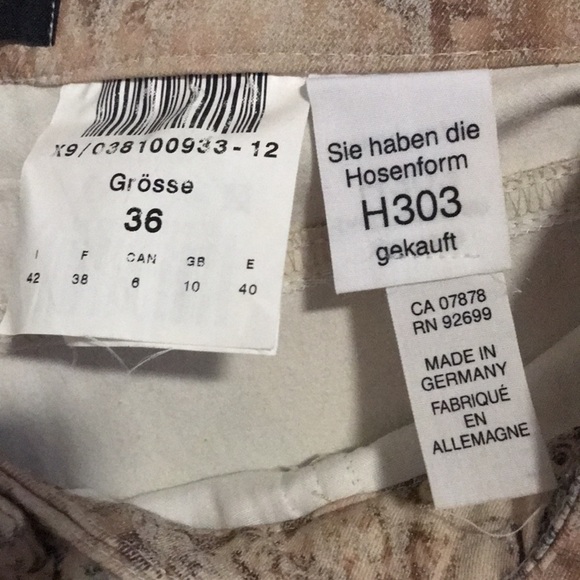 X9/038100933-12
Grösse
36
I F CAN GB E
42 38 6 10 40
Sie haben die
Hosenform
H303
gekauft
CA 07878
RN 92699
MADE IN
GERMANY
FABRIQUÉ
EN
ALLEMAGNE